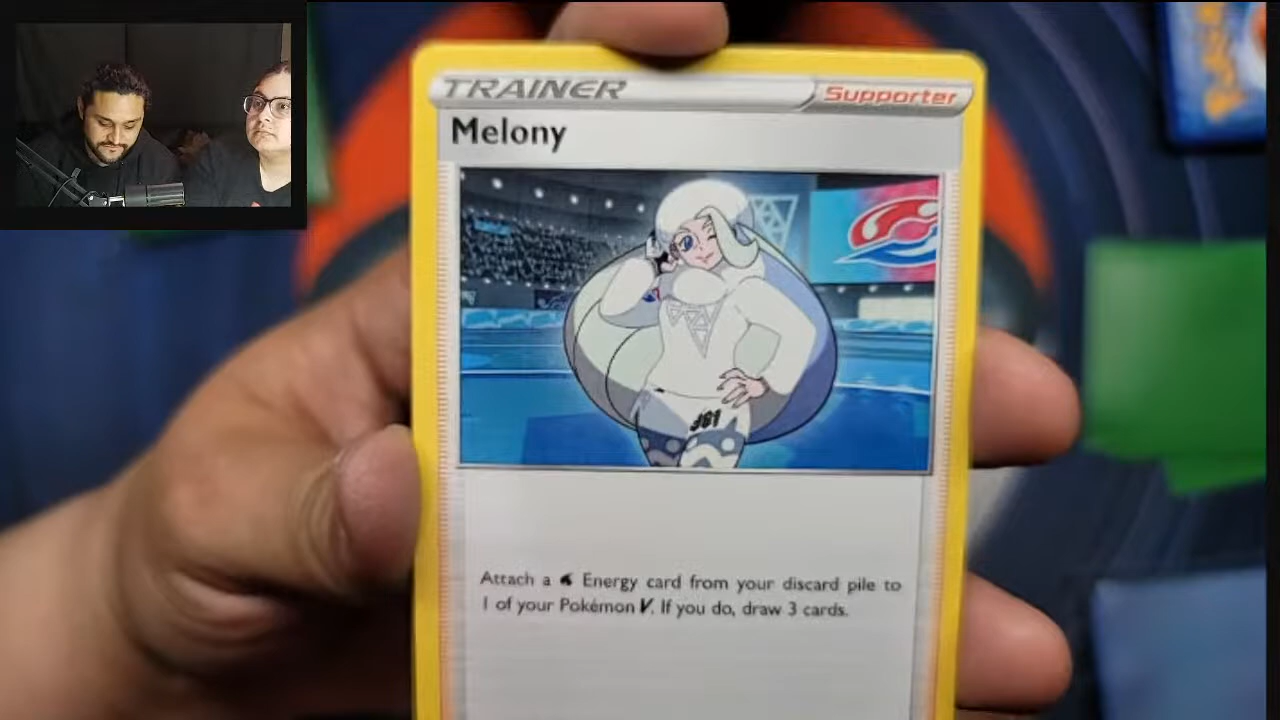 TRAINER
Supporter
Melony
Attach a Energy card from your discard pile to
1 of your Pokémon V. If you do, draw 3 cards.